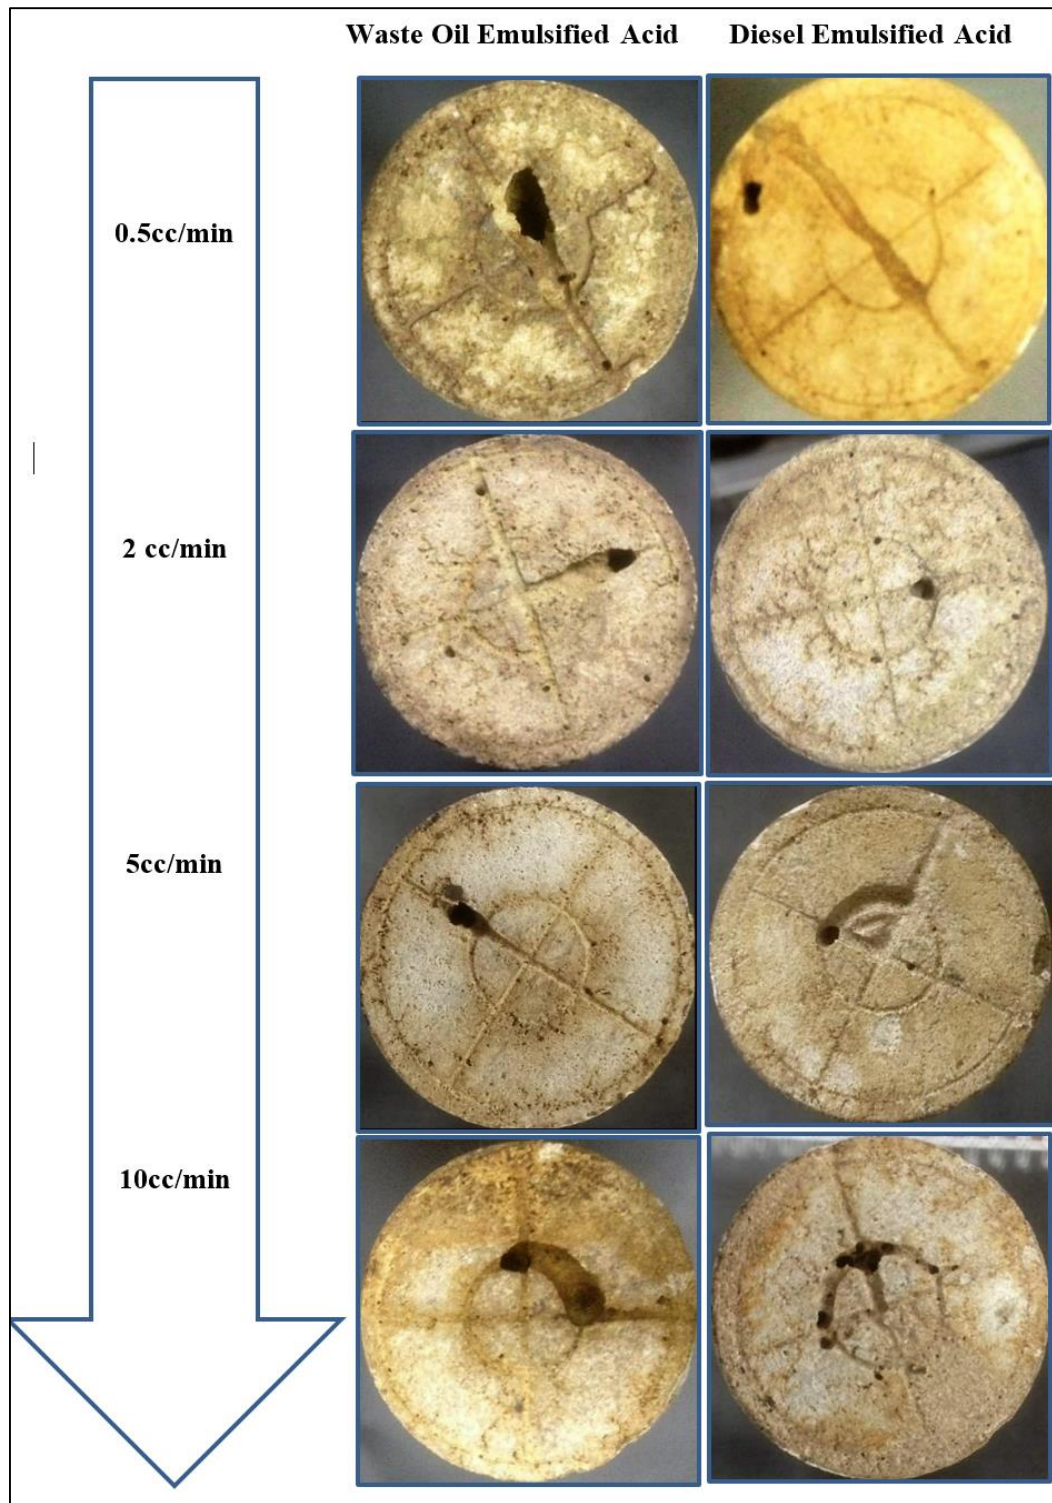 Waste Oil Emulsified Acid Diesel Emulsified Acid
0.5cc/min
2 cc/min
5cc/min
10cc/min